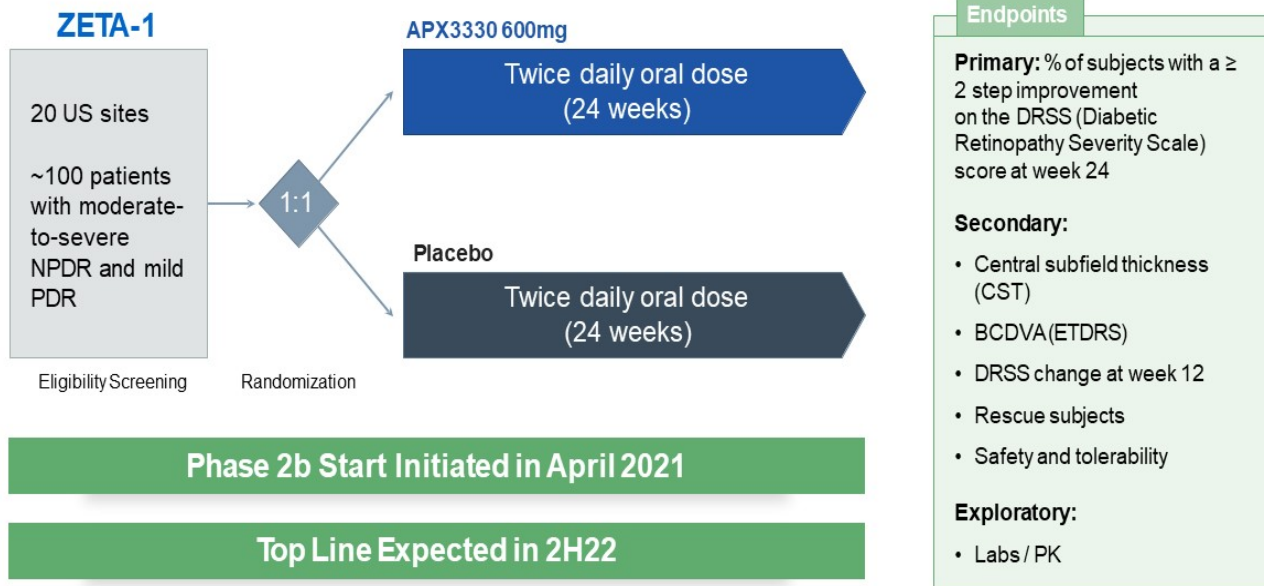 ZETA-1
20 US sites
~100 patients
with moderate-
to-severe
NPDR and mild
PDR
Eligibility Screening
1:1
Randomization
APX3330 600mg
Twice daily oral dose
(24 weeks)
Placebo
Twice daily oral dose
(24 weeks)
Phase 2b Start Initiated in April 2021
Top Line Expected in 2H22
Endpoints
Primary: % of subjects with a ≥
2 step improvement
on the DRSS (Diabetic
Retinopathy Severity Scale)
score at week 24
Secondary:
• Central subfield thickness
(CST)
• BCDVA (ETDRS)
• DRSS change at week 12
• Rescue subjects
• Safety and tolerability
Exploratory:
• Labs / PK